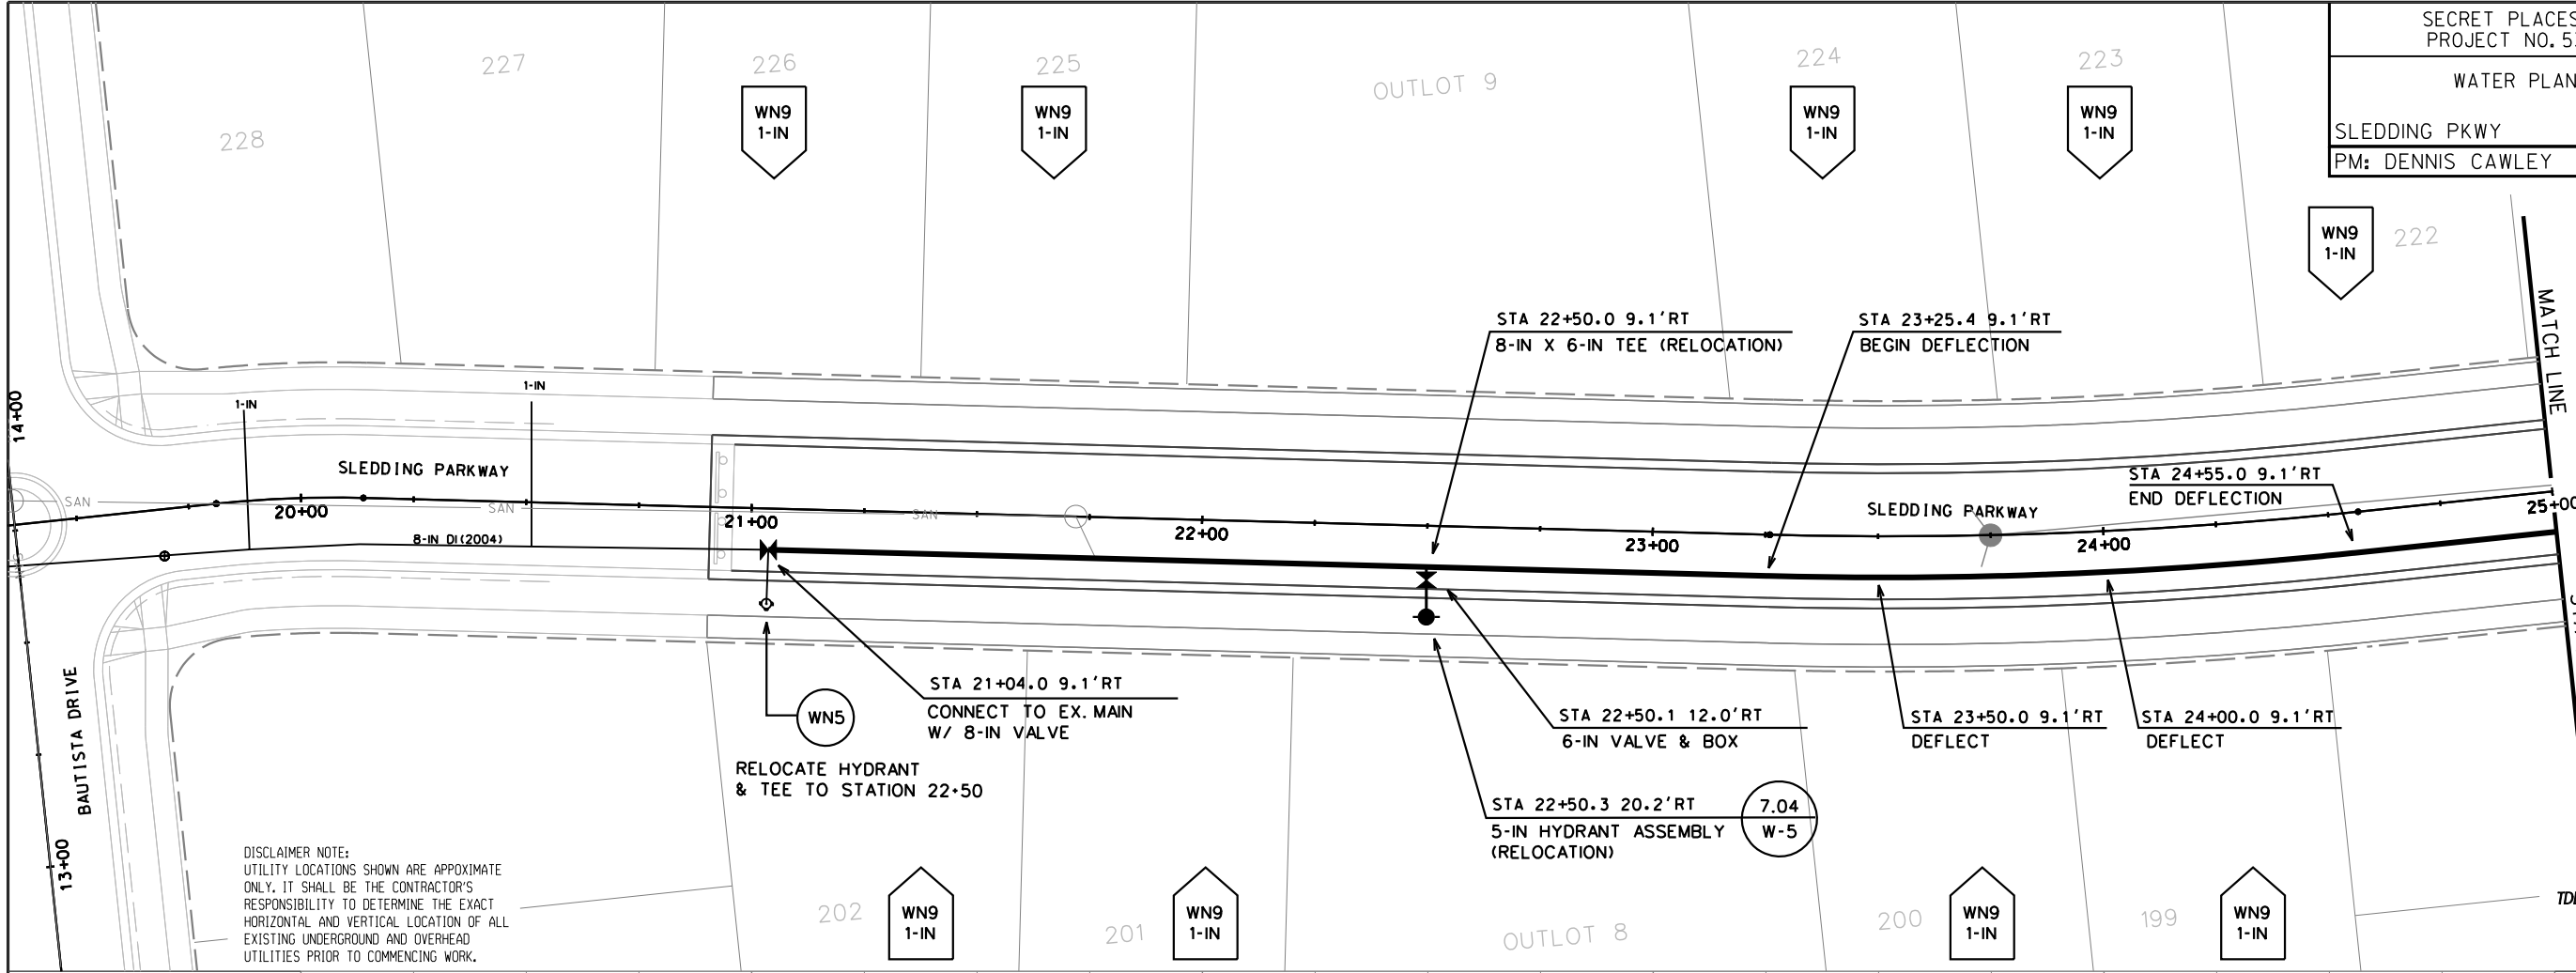 SECRET PLACES
PROJECT NO. 5
WATER PLAN
SLEDDING PKWY
PM: DENNIS CAWLEY
228
227
226
225
OUTLOT 9
224
223
222
WN9
1-IN
WN9
1-IN
WN9
1-IN
WN9
1-IN
WN9
1-IN
MATCH LINE
STA 22+50.0 9.1'RT
8-IN X 6-IN TEE (RELOCATION)
STA 23+25.4 9.1'RT
BEGIN DEFLECTION
STA 24+55.0 9.1'RT
END DEFLECTION
14+00
1-IN
1-IN
SLEDDING PARKWAY
SLEDDING PARKWAY
SAN
SAN
SAN
20+00
21+00
22+00
23+00
24+00
25+00
8-IN DI(2004)
BAUTISTA DRIVE
13+00
WN5
RELOCATE HYDRANT
& TEE TO STATION 22+50
STA 21+04.0 9.1'RT
CONNECT TO EX. MAIN
W/ 8-IN VALVE
STA 22+50.1 12.0'RT
6-IN VALVE & BOX
STA 23+50.0 9.1'RT
DEFLECT
STA 24+00.0 9.1'RT
DEFLECT
STA 22+50.3 20.2'RT
5-IN HYDRANT ASSEMBLY
(RELOCATION)
7.04
W-5
DISCLAIMER NOTE:
UTILITY LOCATIONS SHOWN ARE APPOXIMATE
ONLY. IT SHALL BE THE CONTRACTOR'S
RESPONSIBILITY TO DETERMINE THE EXACT
HORIZONTAL AND VERTICAL LOCATION OF ALL
EXISTING UNDERGROUND AND OVERHEAD
UTILITIES PRIOR TO COMMENCING WORK.
202
WN9
1-IN
201
WN9
1-IN
OUTLOT 8
200
WN9
1-IN
199
WN9
1-IN